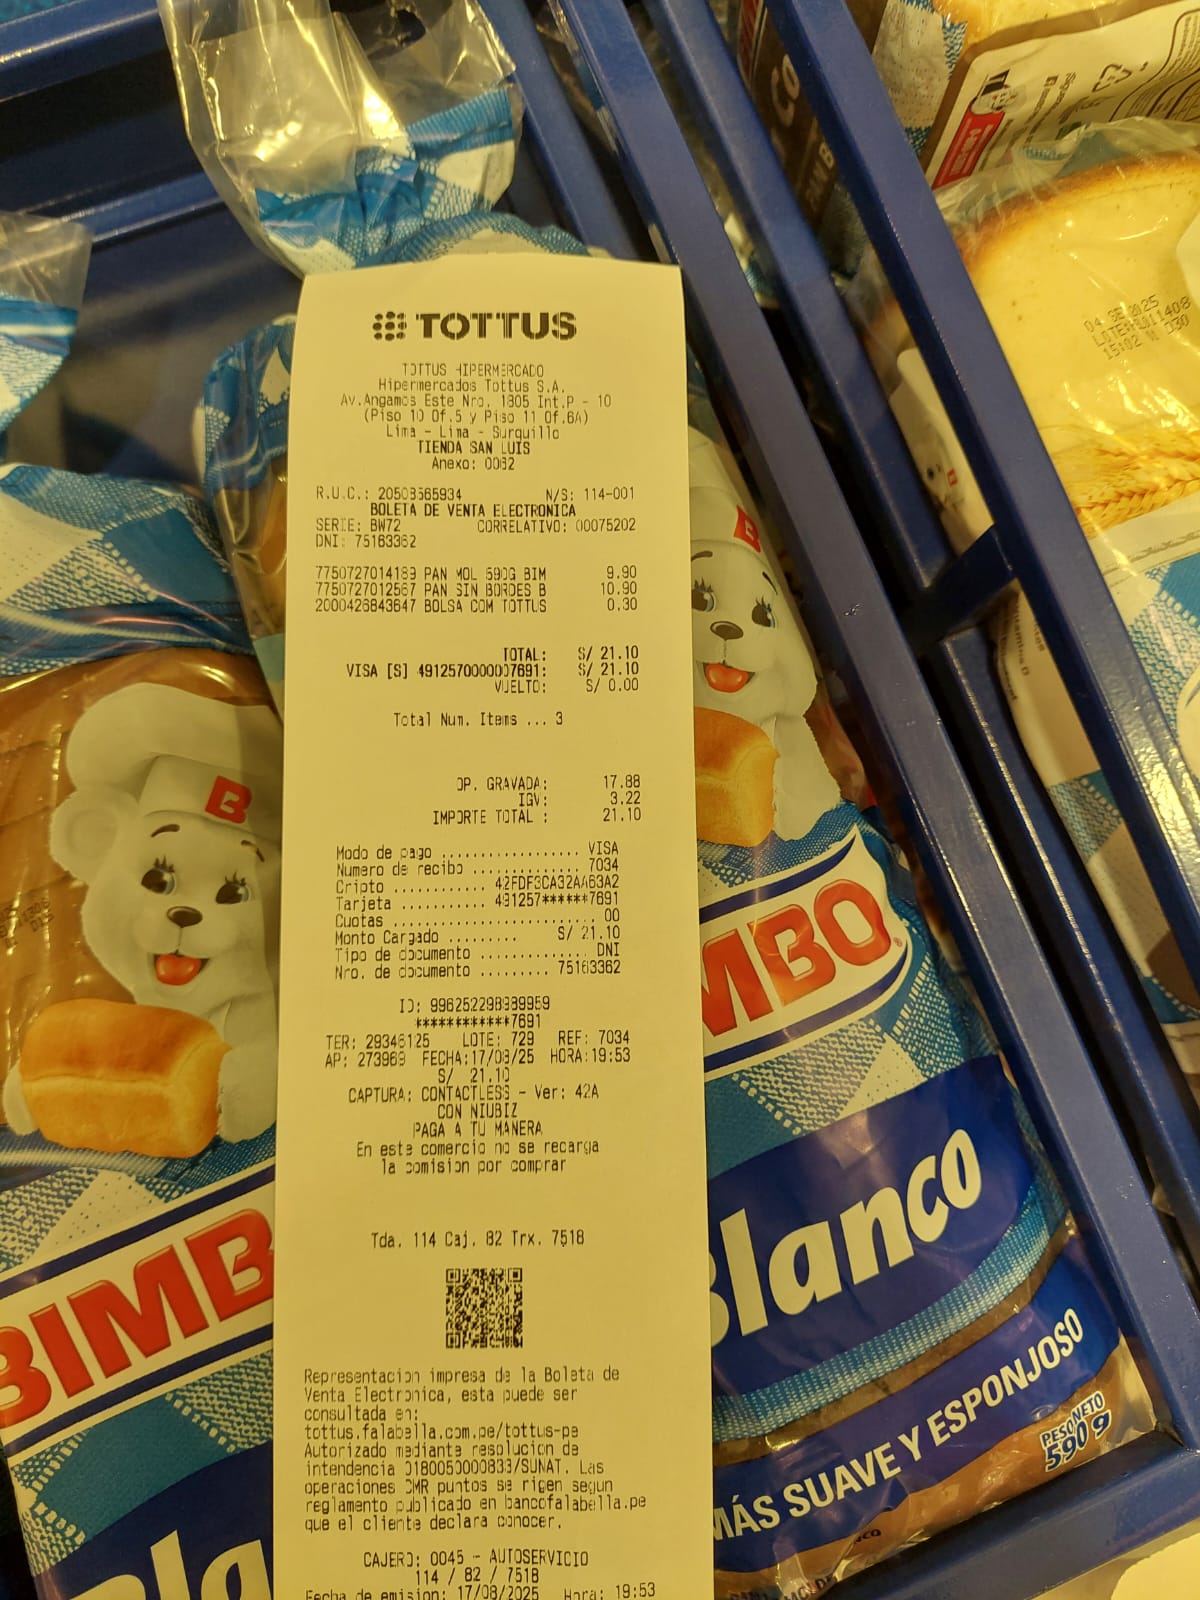 TOTTUS
TOTTUS HIPERMERCADO
Hipermercados Tottus S.A.
Av.Angamos Este Nro. 1805 Int.P - 10
(Piso 10 Of.5 y Piso 11 Of.6A)
Lima - Lima - Surquillo
TIENDA SAN LUIS
Anexo: 0062
R.U.C.: 20508565934 N/S: 114-001
BOLETA DE VENTA ELECTRONICA
SERIE: BW72 CORRELATIVO: 00075202
DNI: 75163362
7750727014189 PAN MOL 590G BIM 9.90
7750727012567 PAN SIN BORDES B 10.90
2000426843647 BOLSA COM TOTTUS 0.30
TOTAL: S/ 21.10
VISA [S] 4912570000007691: S/ 21.10
VUELTO: S/ 0.00
Total Num. Items ... 3
OP. GRAVADA: 17.88
IGV: 3.22
IMPORTE TOTAL : 21.10
Modo de pago ................. VISA
Numero de recibo ............. 7034
Cripto ........... 42FDF3CA32AA63A2
Tarjeta .......... 491257******7691
Cuotas ......................... 00
Monto Cargado ......... S/ 21.10
Tipo de documento ............. DNI
Nro. de documento ........ 75163362
ID: 996252298939959
************7691
TER: 29346125 LOTE: 729 REF: 7034
AP: 273969 FECHA:17/08/25 HORA:19:53
S/ 21.10
CAPTURA: CONTACTLESS - Ver: 42A
CON NIUBIZ
PAGA A TU MANERA
En este comercio no se recarga
la comision por comprar
Tda. 114 Caj. 82 Trx. 7518
Representacion impresa de la Boleta de
Venta Electronica, esta puede ser
consultada en:
tottus.falabella.com.pe/tottus-pe
Autorizado mediante resolucion de
intendencia 0180050000833/SUNAT. Las
operaciones CMR puntos se rigen segun
reglamento publicado en bancofalabella.pe
que el cliente declara conocer.
CAJERO: 0045 - AUTOSERVICIO
114 / 82 / 7518
Fecha de emision: 17/08/2025 Hora: 19:53
B
BIMB
Bla
B
MBO
Blanco
MÁS SUAVE Y ESPONJOSO
PESO NETO
590 g
04 SE 2025
15:02